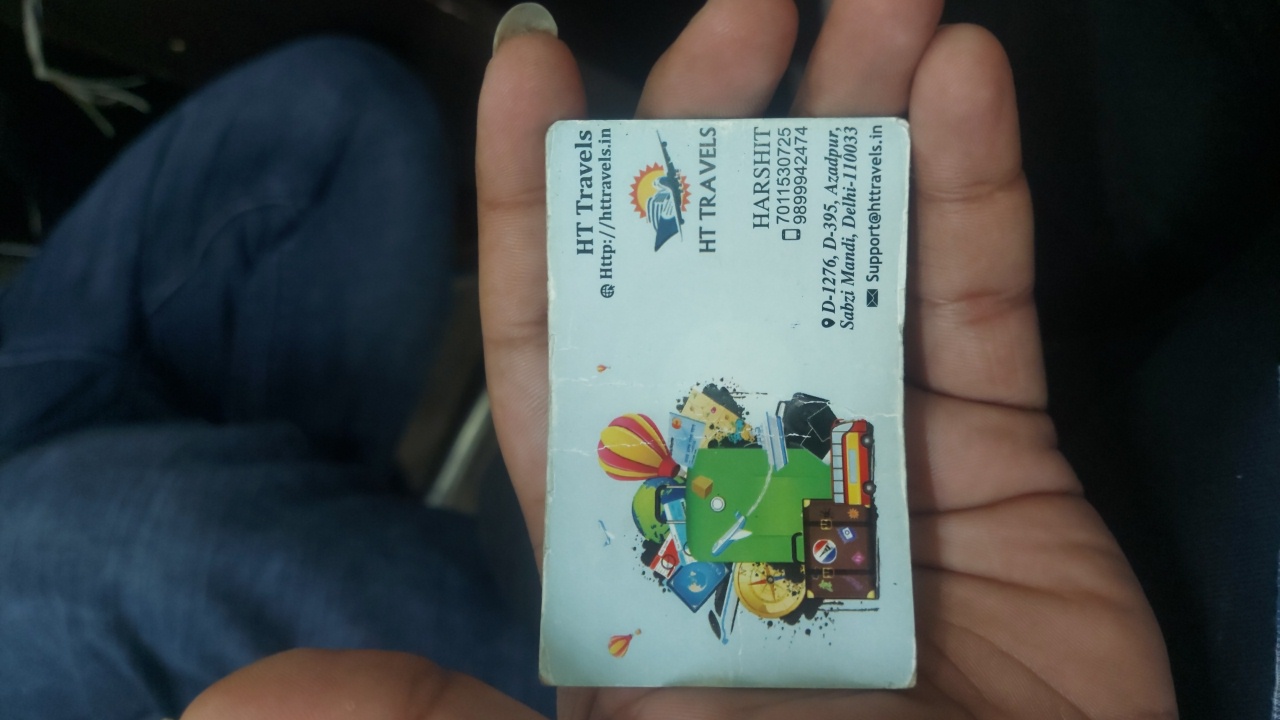 HT Travels
Http://httravels.in
HT TRAVELS
HARSHIT
7011530725
9899942474
D-1276, D-395, Azadpur,
Sabzi Mandi, Delhi-110033
Support@httravels.in